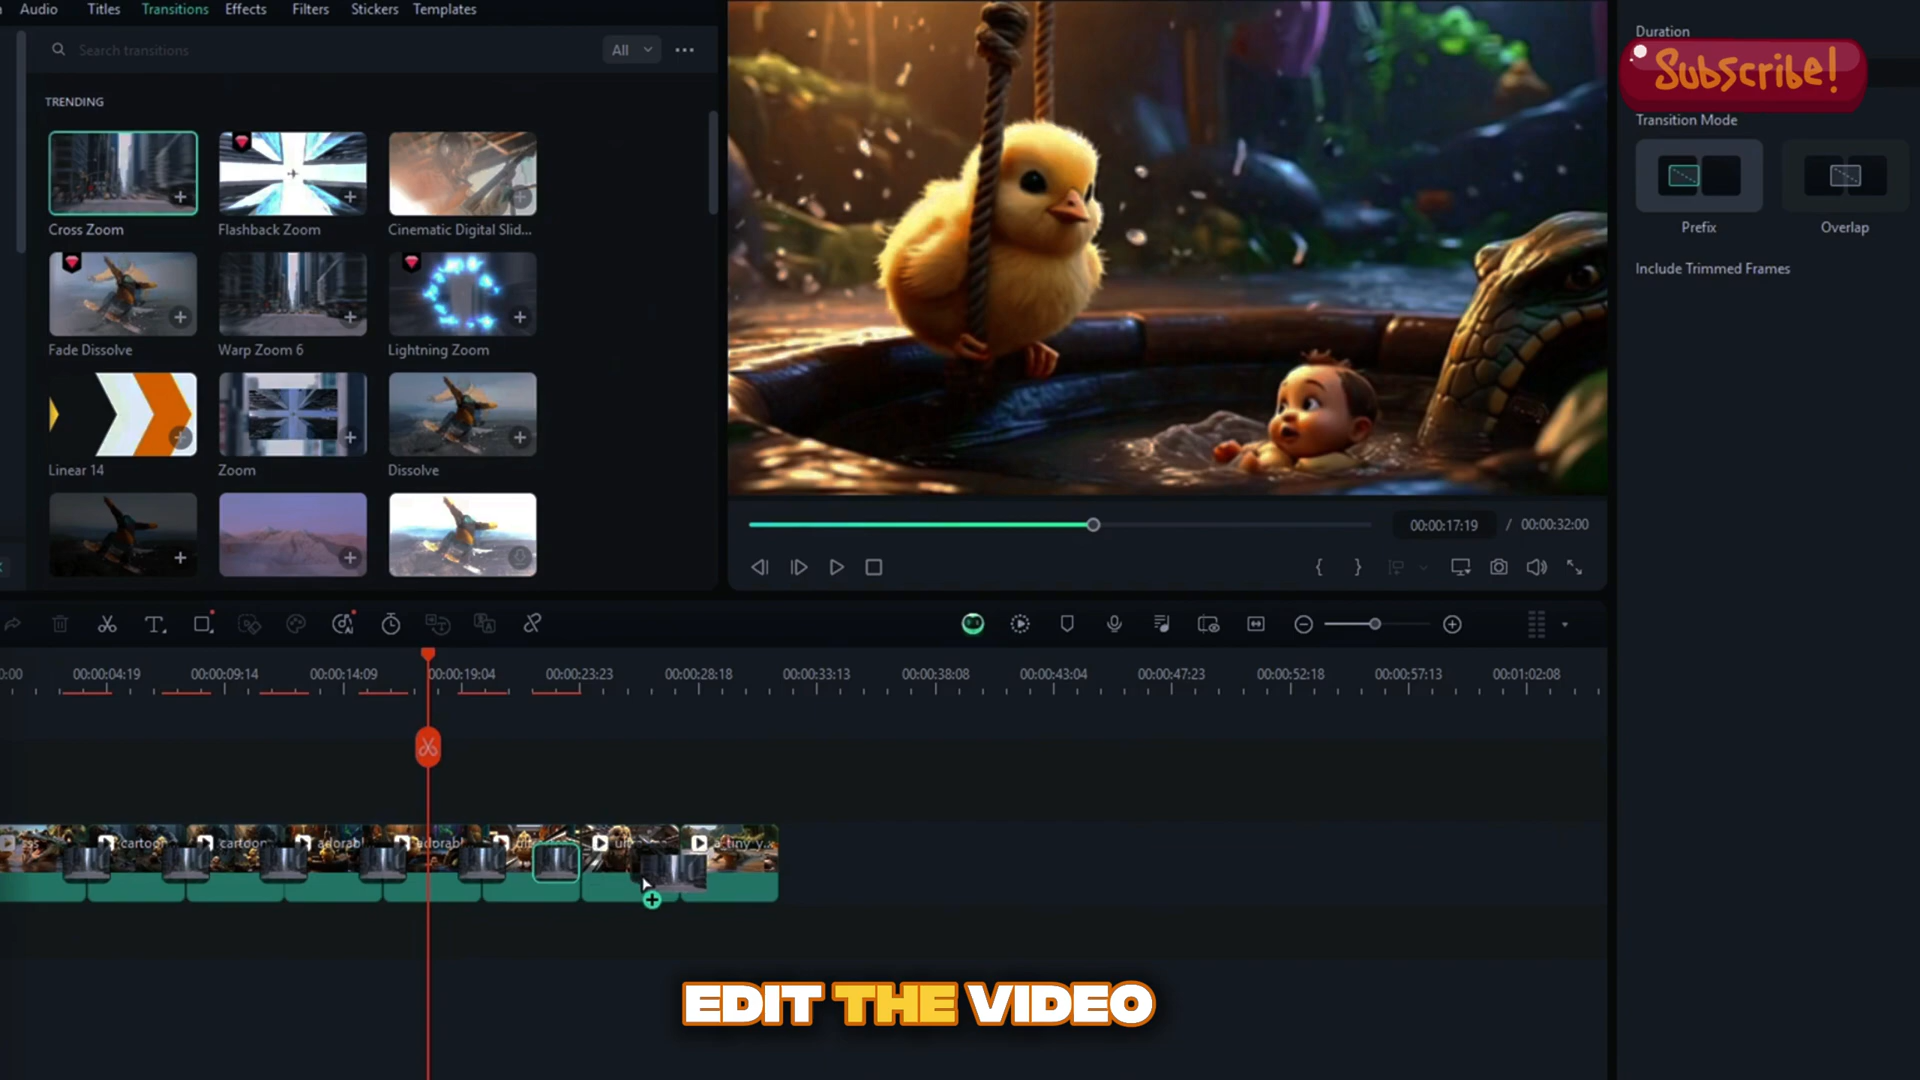 Audio Titles Transitions Effects Filters Stickers Templates
Search transitions
All
TRENDING
Cross Zoom Flashback Zoom Cinematic Digital Slid...
Fade Dissolve Warp Zoom 6 Lightning Zoom
Linear 14 Zoom Dissolve
Duration
Subscribe!
Transition Mode
Prefix Overlap
Include Trimmed Frames
00:00:17:19 / 00:00:32:00
00:00:04:19 00:00:09:14 00:00:14:09 00:00:19:04 00:00:23:23 00:00:28:18 00:00:33:13 00:00:38:08 00:00:43:04 00:00:47:23 00:00:52:18 00:00:57:13 00:01:02:08
cartoon cartoon adorabl adorabl ult a_tiny_y...
EDIT THE VIDEO